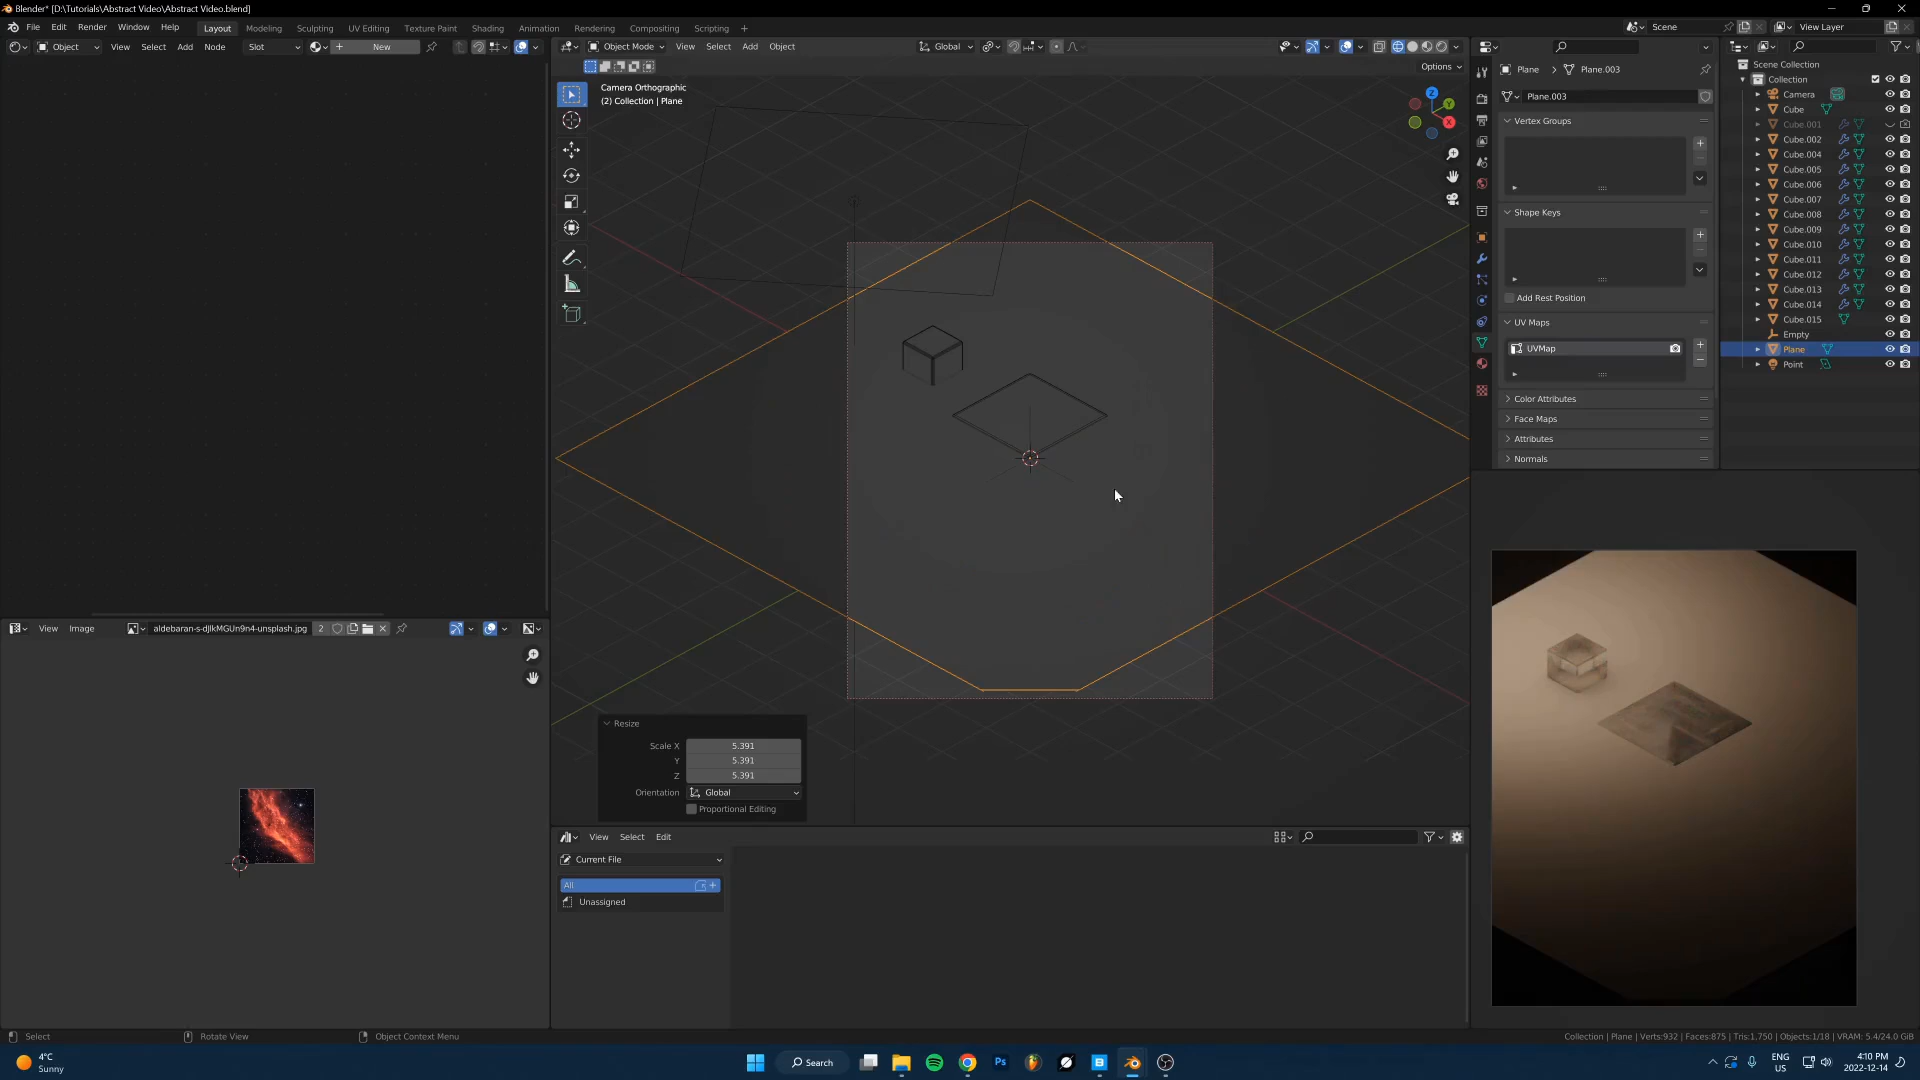 Blender* [D:\Tutorials\Abstract Video\Abstract Video.blend]
File Edit Render Window Help Layout Modeling Sculpting UV Editing Texture Paint Shading Animation Rendering Compositing Scripting + Scene View Layer
Object View Select Add Node Slot New
Object Mode View Select Add Object Global
Options
Camera Orthographic
(2) Collection | Plane
Z
Y
X
Plane > Plane.003
Plane.003
Vertex Groups
Shape Keys
Add Rest Position
UV Maps
UVMap
Color Attributes
Face Maps
Attributes
Normals
Scene Collection
Collection
Camera
Cube
Cube.001
Cube.002
Cube.004
Cube.005
Cube.006
Cube.007
Cube.008
Cube.009
Cube.010
Cube.011
Cube.012
Cube.013
Cube.014
Cube.015
Empty
Plane
Point
View Image aldebaran-s-dJlkMGUn9n4-unsplash.jpg 2
Resize
Scale X 5.391
Y 5.391
Z 5.391
Orientation Global
Proportional Editing
View Select Edit
Current File
All
Unassigned
Select Rotate View Object Context Menu
Collection | Plane | Verts:932 | Faces:875 | Tris:1,750 | Objects:1/18 | VRAM: 5.4/24.0 GiB
4°C
Sunny
Search
Ps
B
ENG
US
4:10 PM
2022-12-14